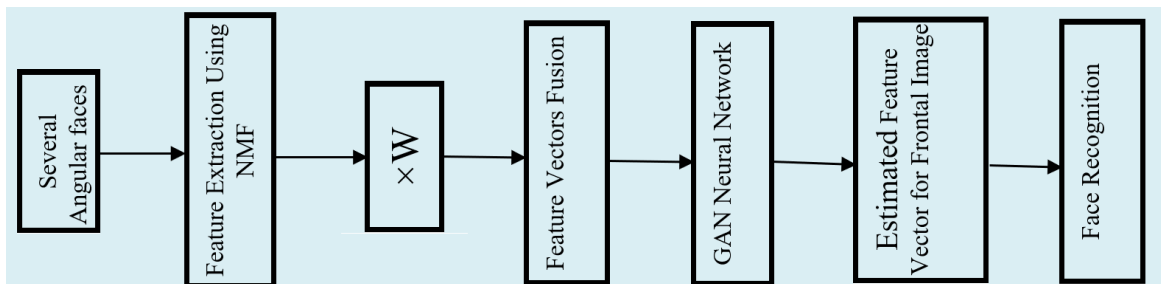 Several
Angular faces
Feature Extraction Using
NMF
×W
Feature Vectors Fusion
GAN Neural Network
Estimated Feature
Vector for Frontal Image
Face Recognition